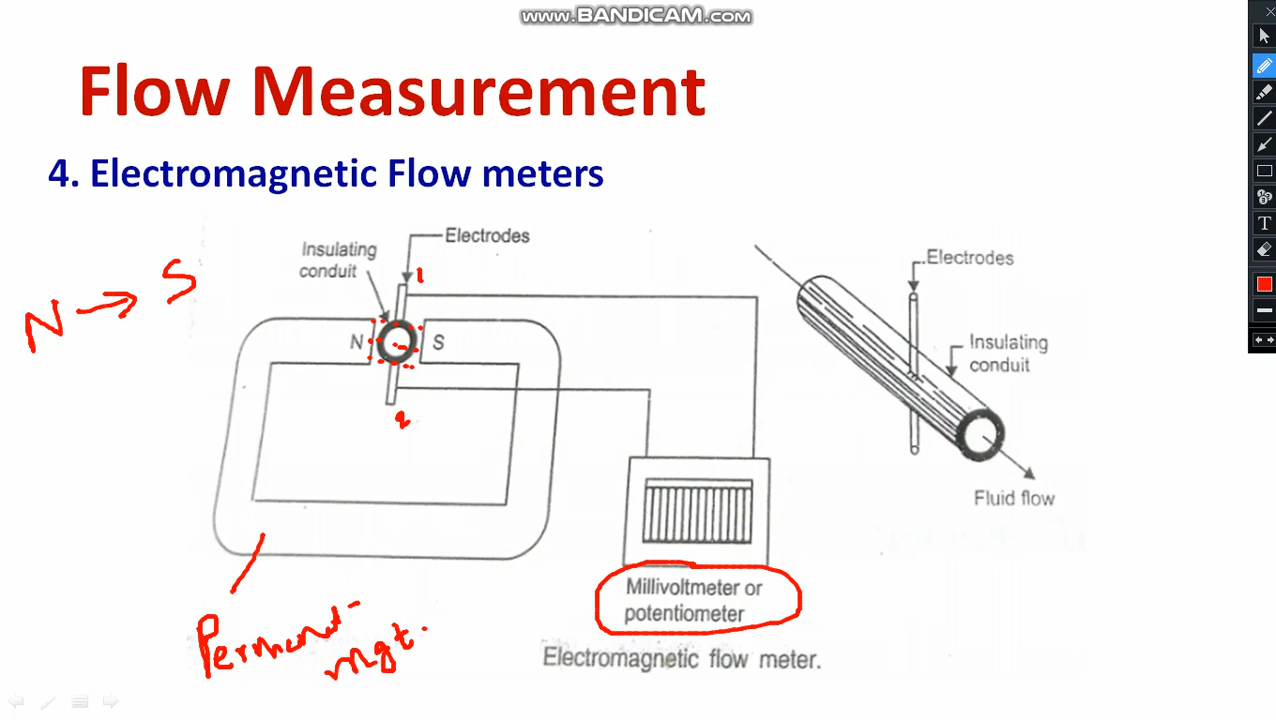 www.BANDICAM.com
Flow Measurement
4. Electromagnetic Flow meters
Electrodes
Insulating
conduit
1
N → S
N
S
2
Electrodes
Insulating
conduit
Fluid flow
Millivoltmeter or
potentiometer
Permanent
mgt.
Electromagnetic flow meter.
T